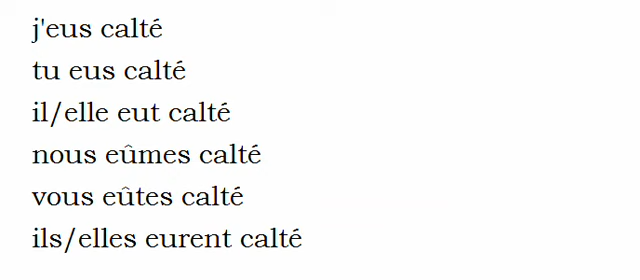 j'eus calté
tu eus calté
il/elle eut calté
nous eûmes calté
vous eûtes calté
ils/elles eurent calté